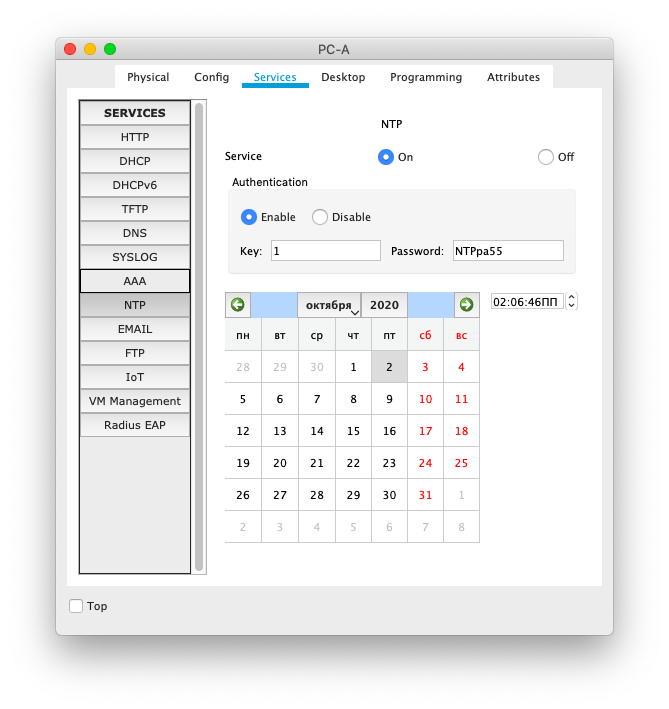 PC-A
Physical Config Services Desktop Programming Attributes
SERVICES
HTTP
DHCP
DHCPv6
TFTP
DNS
SYSLOG
AAA
NTP
EMAIL
FTP
IoT
VM Management
Radius EAP
NTP
Service On Off
Authentication
Enable Disable
Key: 1 Password: NTPpa55
октября 2020 02:06:46ПП
пн вт ср чт пт сб вс
28 29 30 1 2 3 4
5 6 7 8 9 10 11
12 13 14 15 16 17 18
19 20 21 22 23 24 25
26 27 28 29 30 31 1
2 3 4 5 6 7 8
Top